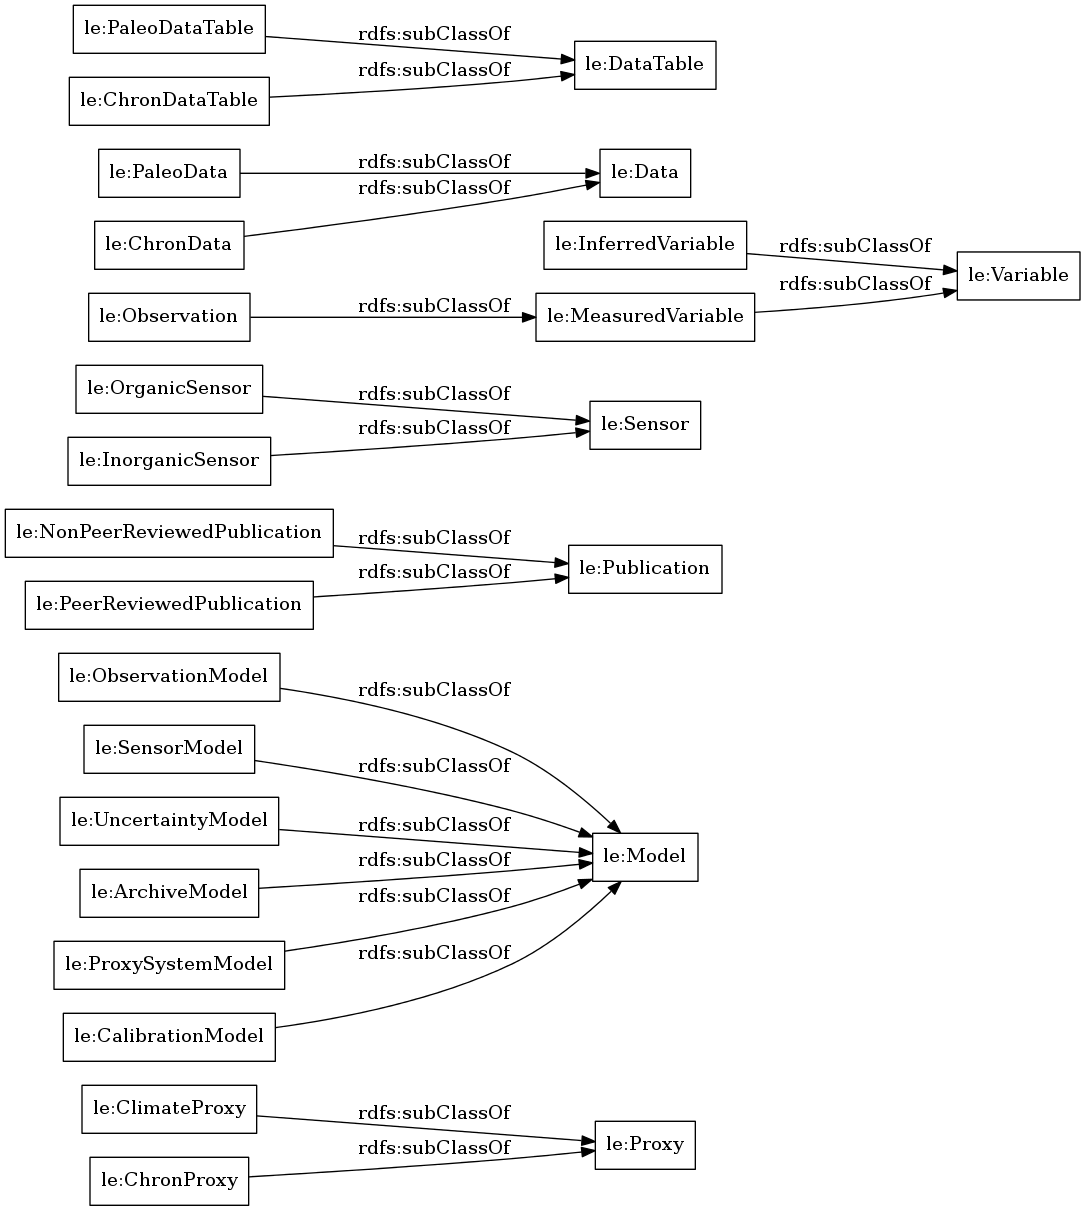 le:PaleoDataTable
rdfs:subClassOf
le:DataTable
rdfs:subClassOf
le:ChronDataTable
le:PaleoData
rdfs:subClassOf
le:Data
rdfs:subClassOf
le:ChronData
le:InferredVariable
rdfs:subClassOf
le:Variable
rdfs:subClassOf
le:Observation
rdfs:subClassOf
le:MeasuredVariable
le:OrganicSensor
rdfs:subClassOf
le:Sensor
rdfs:subClassOf
le:InorganicSensor
le:NonPeerReviewedPublication
rdfs:subClassOf
le:Publication
rdfs:subClassOf
le:PeerReviewedPublication
le:ObservationModel
rdfs:subClassOf
le:SensorModel
rdfs:subClassOf
le:UncertaintyModel
rdfs:subClassOf
le:Model
rdfs:subClassOf
le:ArchiveModel
rdfs:subClassOf
le:ProxySystemModel
rdfs:subClassOf
le:CalibrationModel
le:ClimateProxy
rdfs:subClassOf
le:Proxy
rdfs:subClassOf
le:ChronProxy